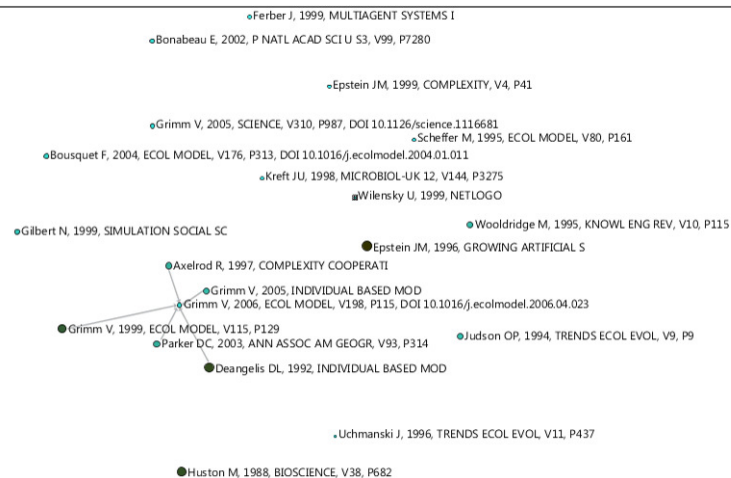 Ferber J, 1999, MULTIAGENT SYSTEMS I
Bonabeau E, 2002, P NATL ACAD SCI U S3, V99, P7280
Epstein JM, 1999, COMPLEXITY, V4, P41
Grimm V, 2005, SCIENCE, V310, P987, DOI 10.1126/science.1116681
Scheffer M, 1995, ECOL MODEL, V80, P161
Bousquet F, 2004, ECOL MODEL, V176, P313, DOI 10.1016/j.ecolmodel.2004.01.011
Kreft JU, 1998, MICROBIOL-UK 12, V144, P3275
Wilensky U, 1999, NETLOGO
Wooldridge M, 1995, KNOWL ENG REV, V10, P115
Gilbert N, 1999, SIMULATION SOCIAL SC
Epstein JM, 1996, GROWING ARTIFICIAL S
Axelrod R, 1997, COMPLEXITY COOPERATI
Grimm V, 2005, INDIVIDUAL BASED MOD
Grimm V, 2006, ECOL MODEL, V198, P115, DOI 10.1016/j.ecolmodel.2006.04.023
Grimm V, 1999, ECOL MODEL, V115, P129
Judson OP, 1994, TRENDS ECOL EVOL, V9, P9
Parker DC, 2003, ANN ASSOC AM GEOGR, V93, P314
Deangelis DL, 1992, INDIVIDUAL BASED MOD
Uchmanski J, 1996, TRENDS ECOL EVOL, V11, P437
Huston M, 1988, BIOSCIENCE, V38, P682